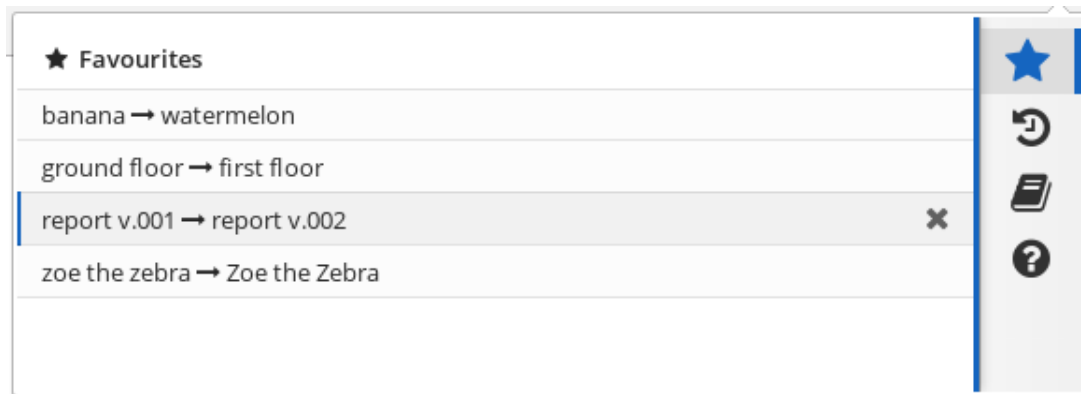 Favourites
banana → watermelon
ground floor → first floor
report v.001 → report v.002
zoe the zebra → Zoe the Zebra